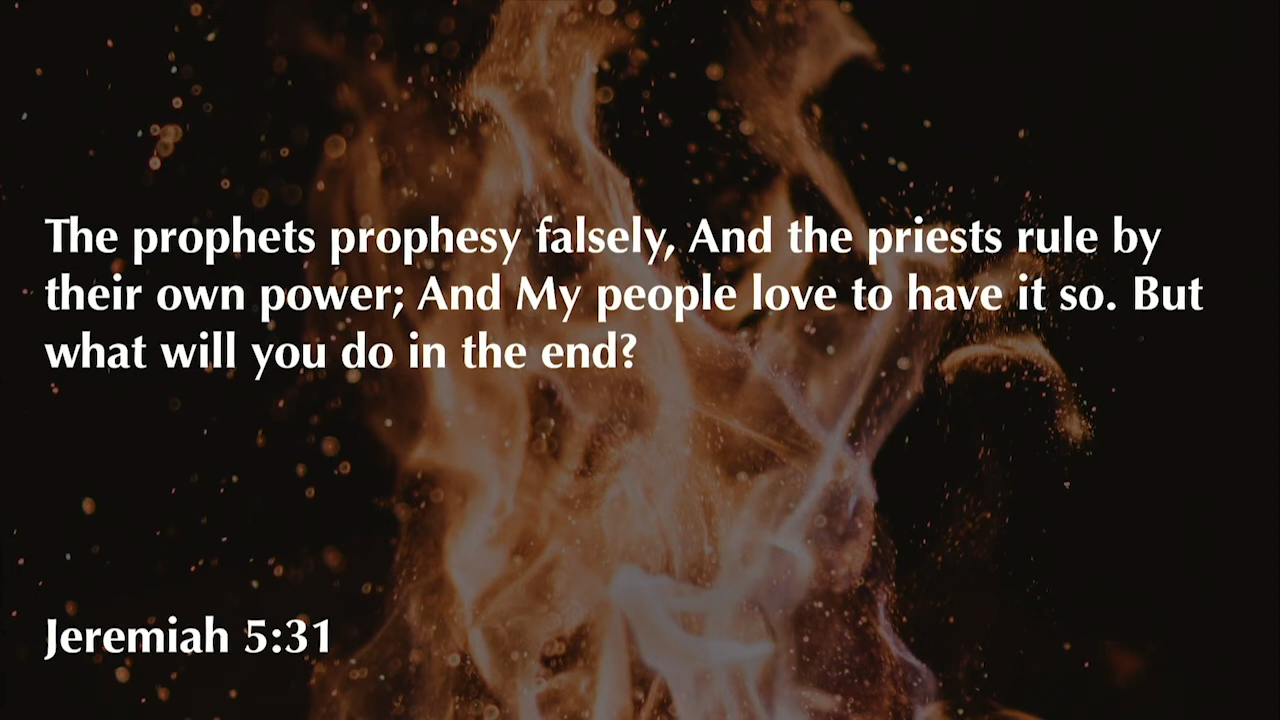 The prophets prophesy falsely, And the priests rule by
their own power; And My people love to have it so. But
what will you do in the end?
Jeremiah 5:31